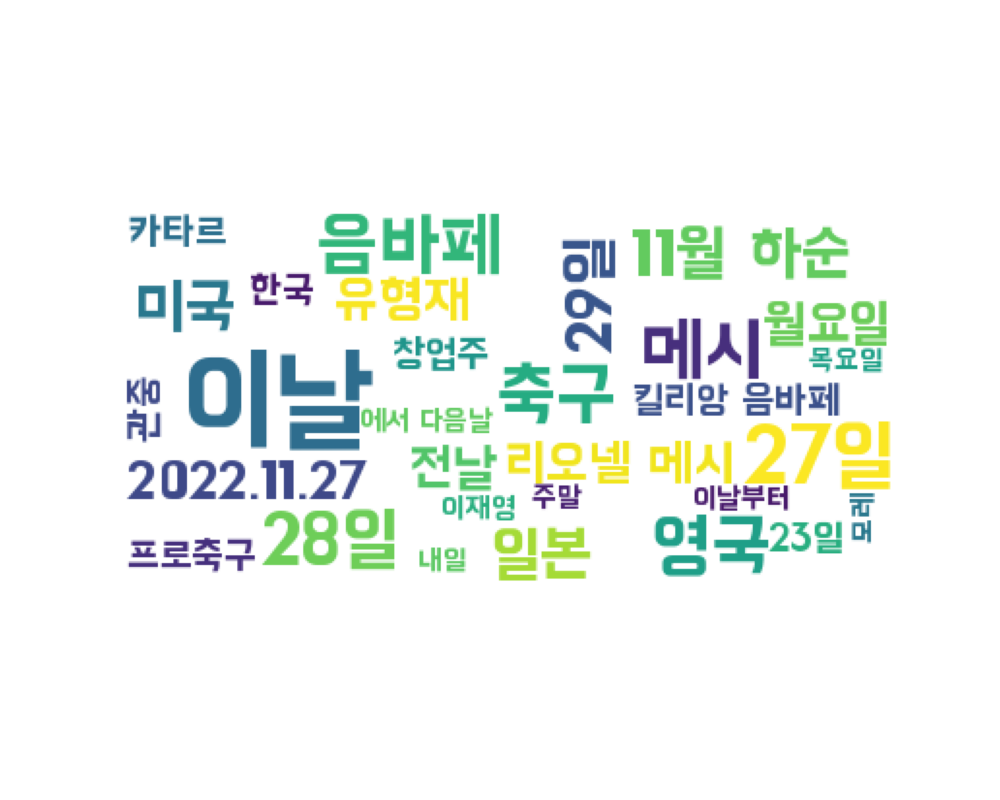 카타르
음바페
11월 하순
29일
미국
한국
유형재
월요일
메시
목요일
창업주
이날
축구
킬리앙 음바페
관중
에서 다음날
27일
전날
리오넬 메시
2022.11.27
이재영
주말
이날부터
모레
프로축구
28일
내일
일본
영국
23일